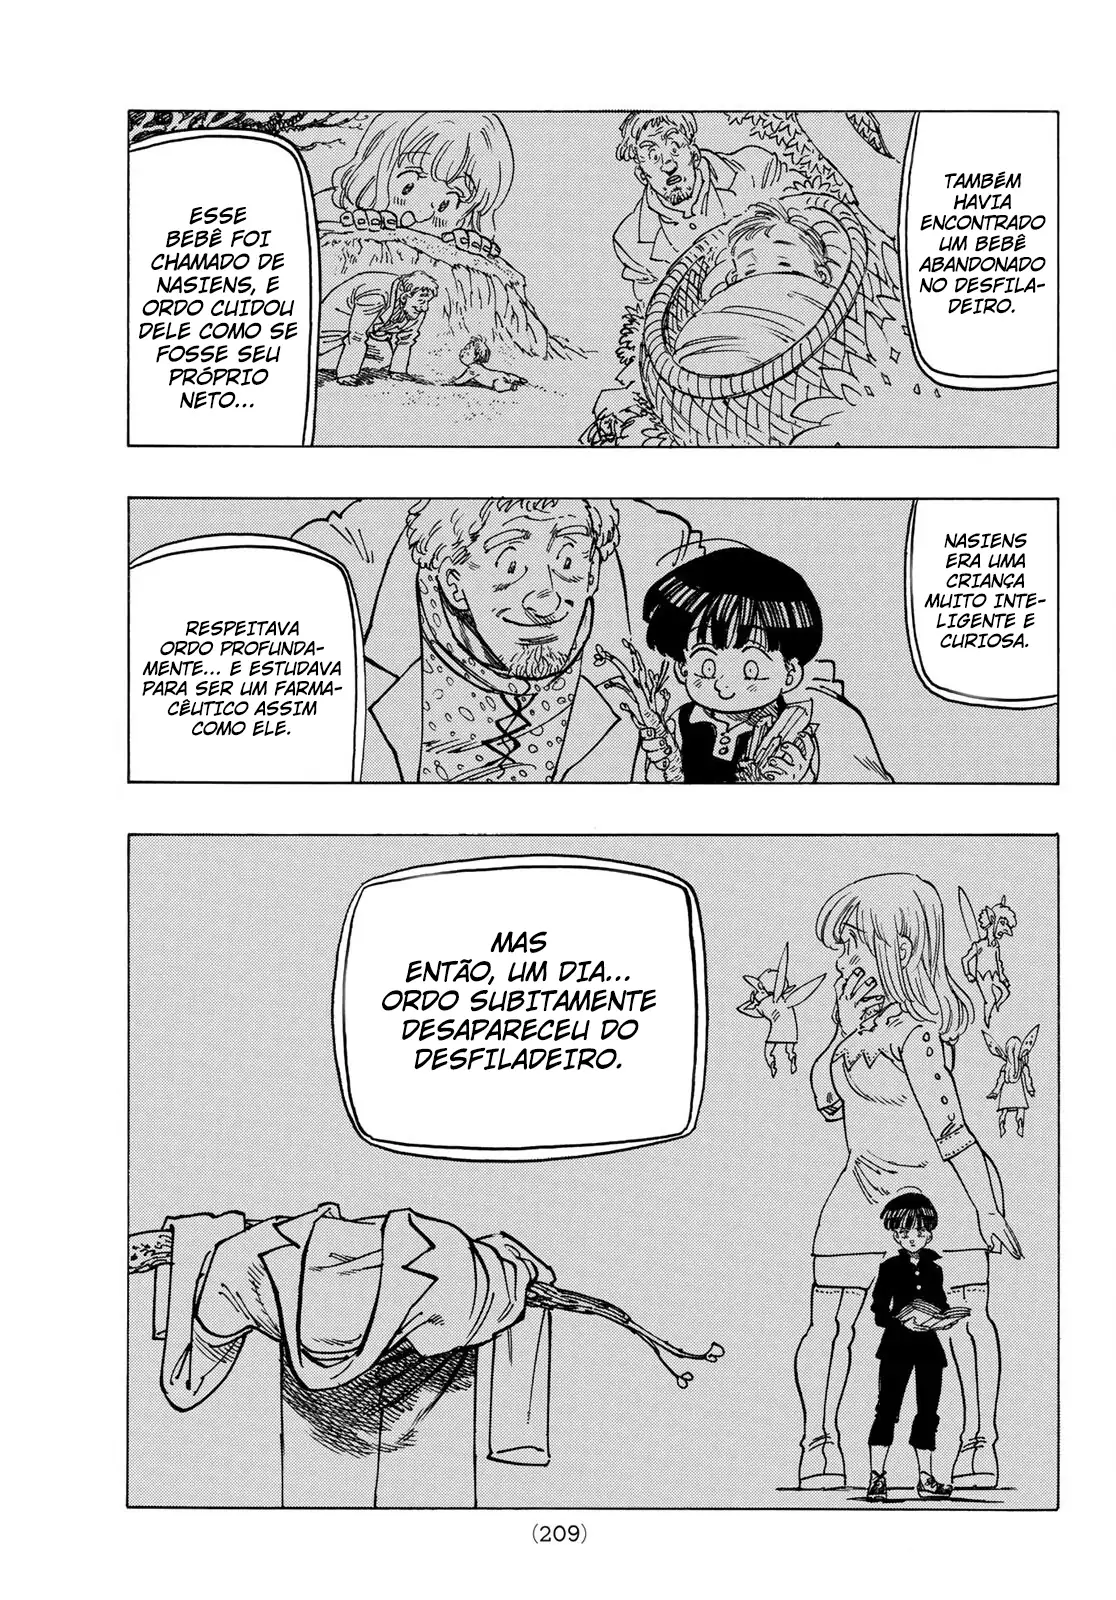 TAMBÉM
HAVIA
ENCONTRADO
UM BEBÊ
ABANDONADO
NO DESFILA-
DEIRO.
ESSE
BEBÊ FOI
CHAMADO DE
NASIENS, E
ORDO CUIDOU
DELE COMO SE
FOSSE SEU
PRÓPRIO
NETO...
NASIENS
ERA UMA
CRIANÇA
MUITO INTE-
LIGENTE E
CURIOSA.
RESPEITAVA
ORDO PROFUNDA-
MENTE... E ESTUDAVA
PARA SER UM FARMA-
CÊUTICO ASSIM
COMO ELE.
MAS
ENTÃO, UM DIA...
ORDO SUBITAMENTE
DESAPARECEU DO
DESFILADEIRO.
(209)